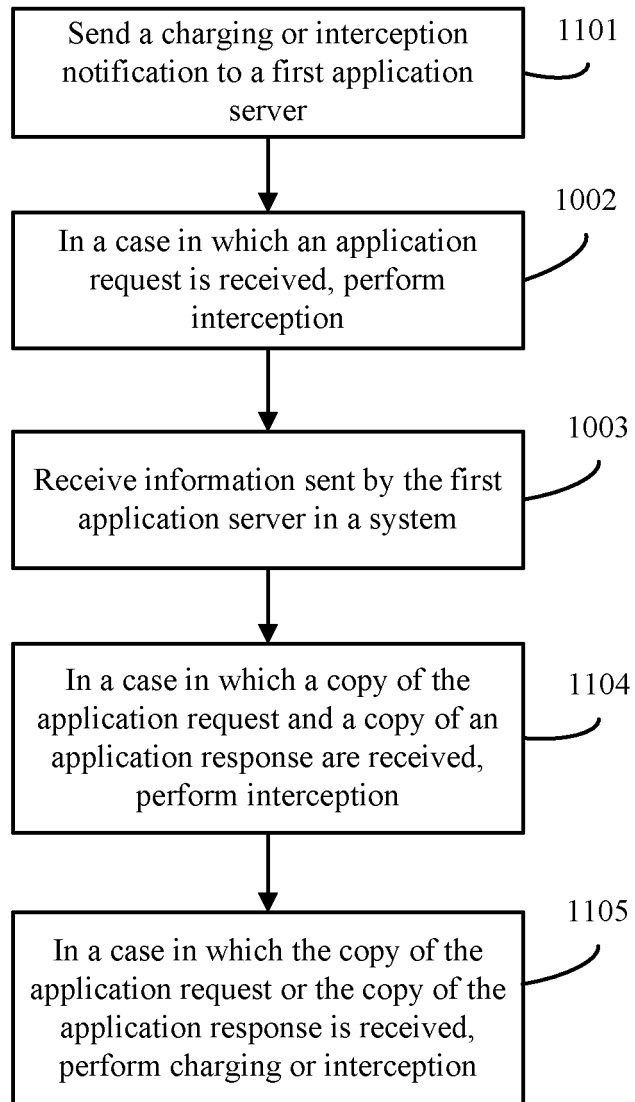 Send a charging or interception
notification to a first application
server
1101
In a case in which an application
request is received, perform
interception
1002
Receive information sent by the first
application server in a system
1003
In a case in which a copy of the
application request and a copy of an
application response are received,
perform interception
1104
In a case in which the copy of the
application request or the copy of the
application response is received,
perform charging or interception
1105